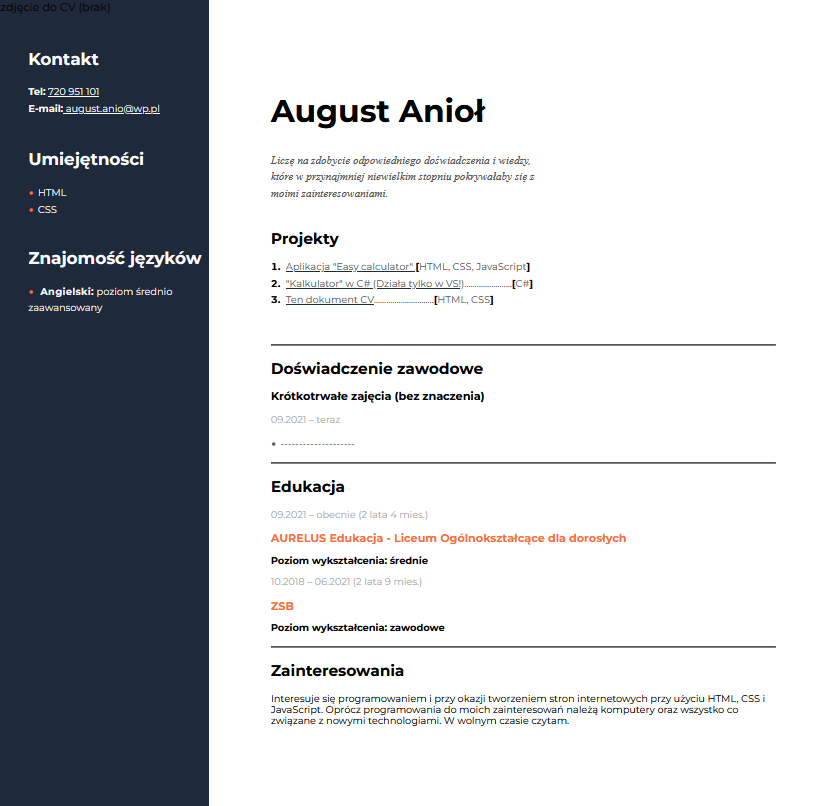 zdjęcie do CV (brak)
Kontakt
Tel: 720 951 101
E-mail: august.anio@wp.pl
Umiejętności
• HTML
• CSS
Znajomość języków
• Angielski: poziom średnio
zaawansowany
August Anioł
Liczę na zdobycie odpowiedniego doświadczenia i wiedzy,
które w przynajmniej niewielkim stopniu pokrywałaby się z
moimi zainteresowaniami.
Projekty
1. Aplikacja "Easy calculator" [HTML, CSS, JavaScript]
2. "Kalkulator" w C# (Działa tylko w VS!)......................[C#]
3. Ten dokument CV............................[HTML, CSS]
Doświadczenie zawodowe
Krótkotrwałe zajęcia (bez znaczenia)
09.2021 – teraz
• --------------------
Edukacja
09.2021 – obecnie (2 lata 4 mies.)
AURELUS Edukacja - Liceum Ogólnokształcące dla dorosłych
Poziom wykształcenia: średnie
10.2018 – 06.2021 (2 lata 9 mies.)
ZSB
Poziom wykształcenia: zawodowe
Zainteresowania
Interesuje się programowaniem i przy okazji tworzeniem stron internetowych przy użyciu HTML, CSS i
JavaScript. Oprócz programowania do moich zainteresowań należą komputery oraz wszystko co
związane z nowymi technologiami. W wolnym czasie czytam.